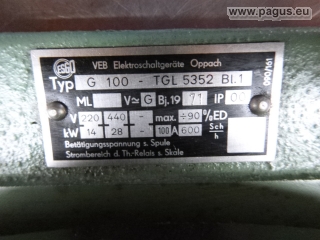 www.pagus.eu
ESGO
VEB Elektroschaltgeräte Oppach
Typ G 100 - TGL 5352 Bl.1
ML V≃ G Bj.19 71 IP 00
V 220 440 - max. ÷90 %ED
kW 14 28 - 100 A 600 Sch/h
Betätigungsspannung s. Spule
Strombereich d. Th.-Relais s. Skale